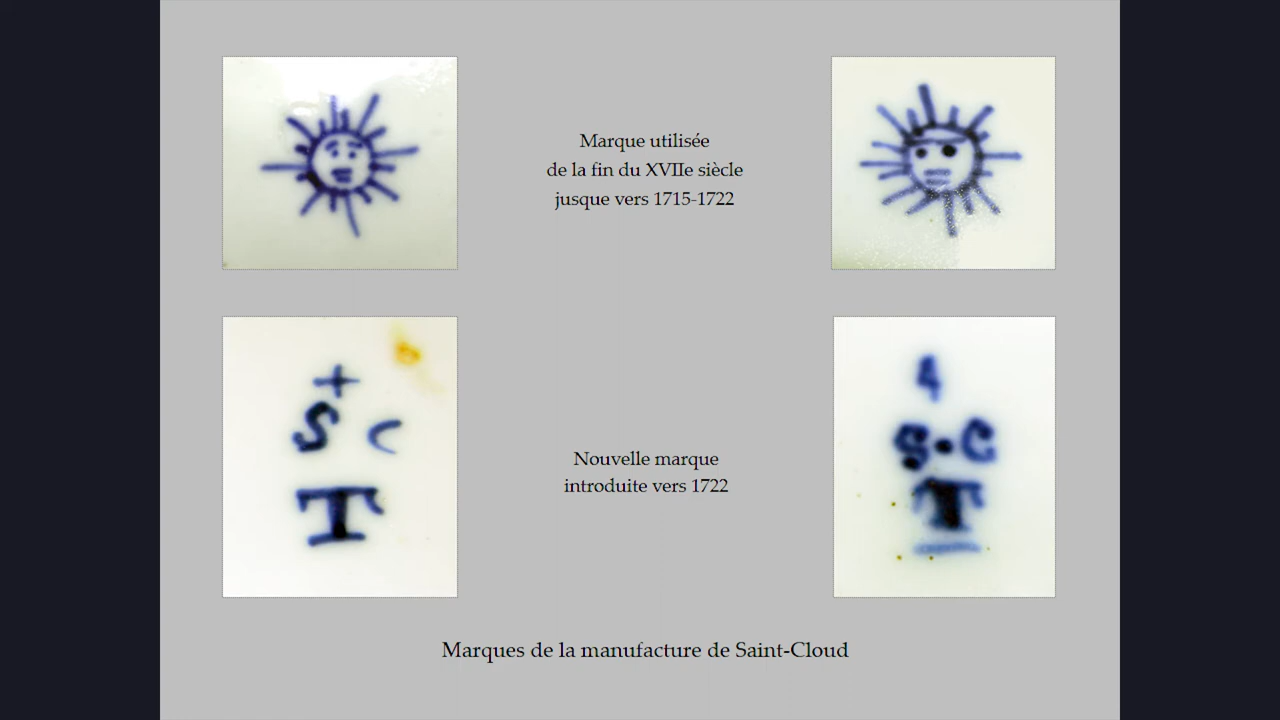 Marque utilisée
de la fin du XVIIe siècle
jusque vers 1715-1722
+
S C
T
4
S·C
T
Nouvelle marque
introduite vers 1722
Marques de la manufacture de Saint-Cloud